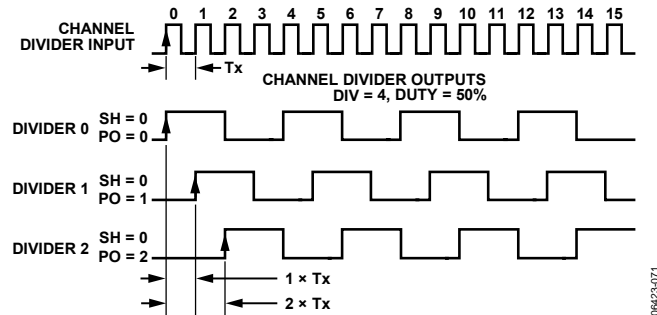 0 1 2 3 4 5 6 7 8 9 10 11 12 13 14 15
CHANNEL
DIVIDER INPUT
Tx
CHANNEL DIVIDER OUTPUTS
DIV = 4, DUTY = 50%
DIVIDER 0
SH = 0
PO = 0
DIVIDER 1
SH = 0
PO = 1
DIVIDER 2
SH = 0
PO = 2
1 × Tx
2 × Tx
06423-071